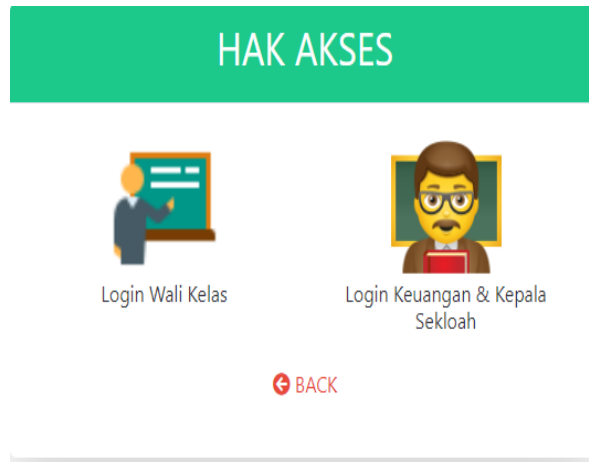 HAK AKSES
Login Wali Kelas
Login Keuangan & Kepala
Sekloah
BACK